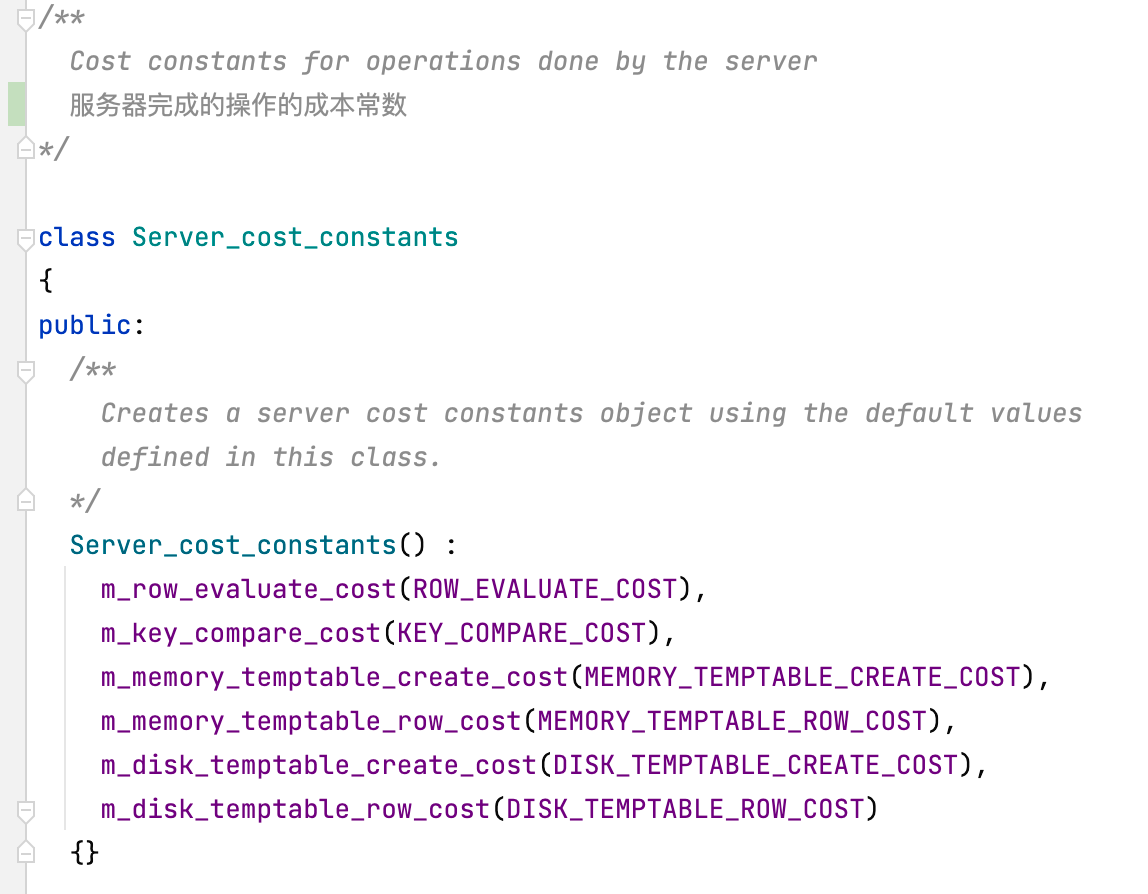 /**
Cost constants for operations done by the server
服务器完成的操作的成本常数
*/
class Server_cost_constants
{
public:
/**
Creates a server cost constants object using the default values
defined in this class.
*/
Server_cost_constants() :
m_row_evaluate_cost(ROW_EVALUATE_COST),
m_key_compare_cost(KEY_COMPARE_COST),
m_memory_temptable_create_cost(MEMORY_TEMPTABLE_CREATE_COST),
m_memory_temptable_row_cost(MEMORY_TEMPTABLE_ROW_COST),
m_disk_temptable_create_cost(DISK_TEMPTABLE_CREATE_COST),
m_disk_temptable_row_cost(DISK_TEMPTABLE_ROW_COST)
{}